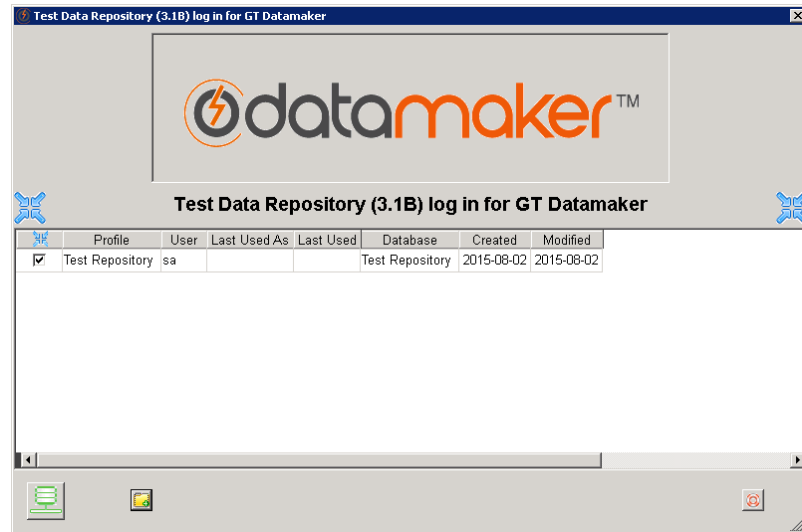 Test Data Repository (3.1B) log in for GT Datamaker
datamaker™
Test Data Repository (3.1B) log in for GT Datamaker
Profile User Last Used As Last Used Database Created Modified
Test Repository sa Test Repository 2015-08-02 2015-08-02